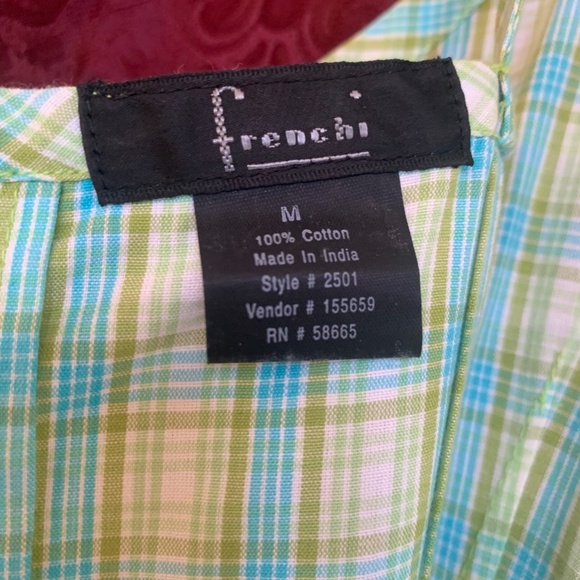 frenchi
M
100% Cotton
Made In India
Style # 2501
Vendor # 155659
RN # 58665